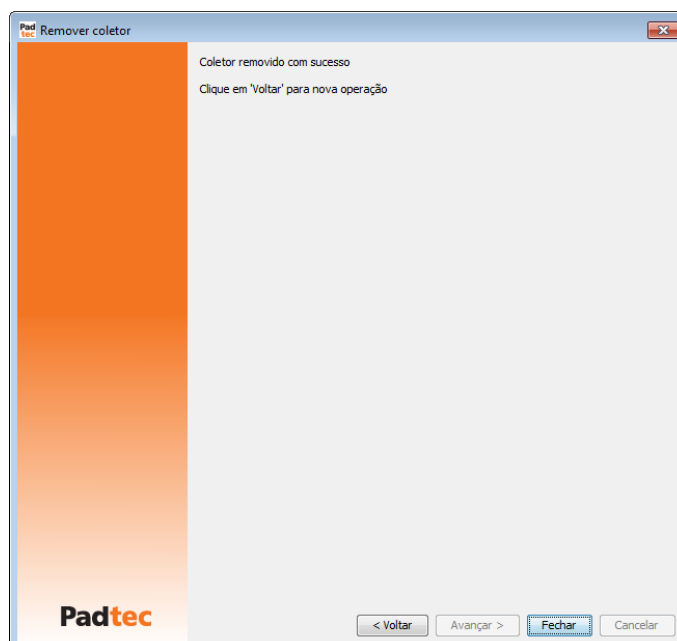 Pad
tec
Remover coletor
Coletor removido com sucesso
Clique em 'Voltar' para nova operação
Padtec
< Voltar
Avançar >
Fechar
Cancelar